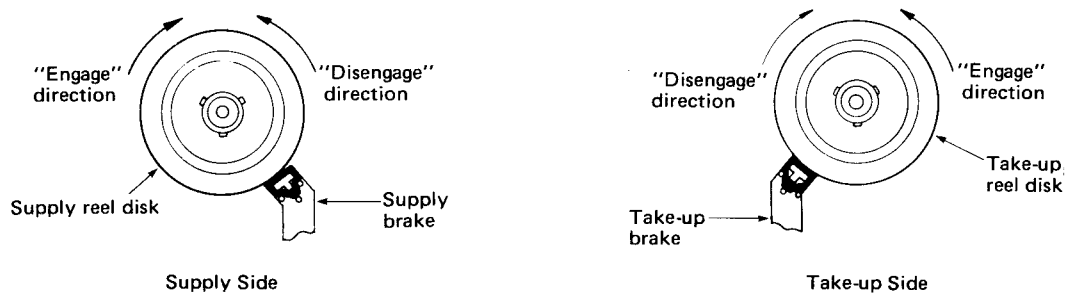 "Engage"
direction
"Disengage"
direction
Supply reel disk
Supply
brake
Supply Side
"Disengage"
direction
"Engage"
direction
Take-up
reel disk
Take-up
brake
Take-up Side